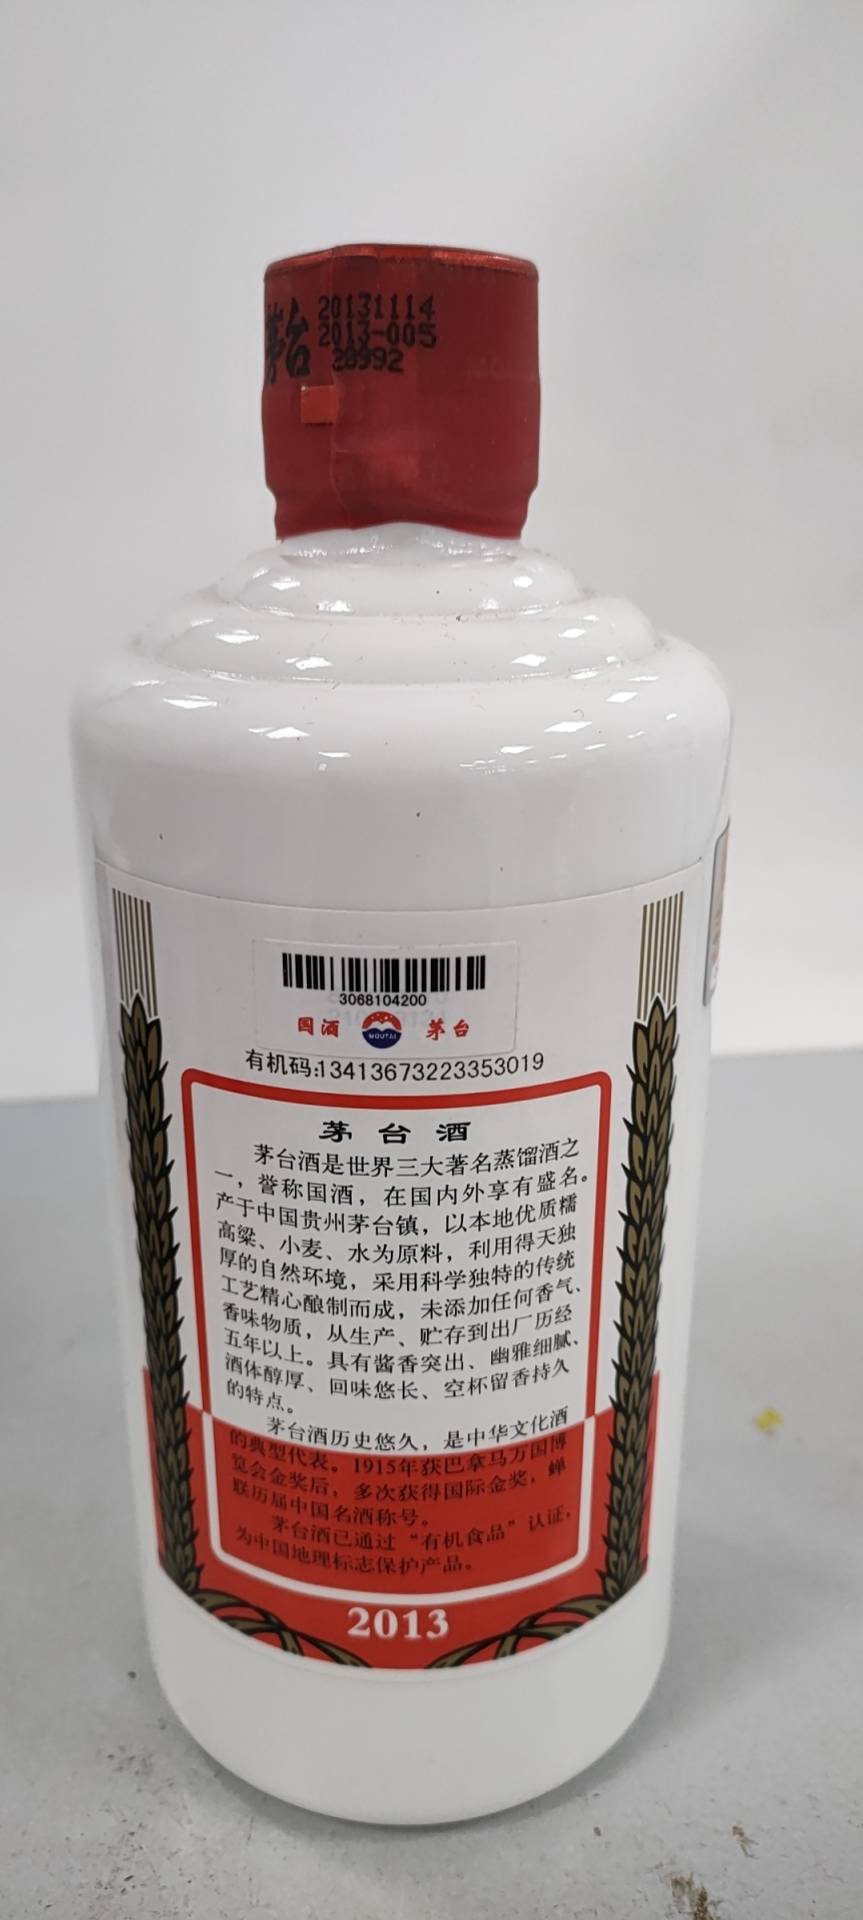 茅台
20131114
2013-005
28992
3068104200
国酒
MOUTAI
茅台
有机码:13413673223353019
茅台酒
茅台酒是世界三大著名蒸馏酒之
一，誉称国酒，在国内外享有盛名。
产于中国贵州茅台镇，以本地优质糯
高粱、小麦、水为原料，利用得天独
厚的自然环境，采用科学独特的传统
工艺精心酿制而成，未添加任何香气、
香味物质，从生产、贮存到出厂历经
五年以上。具有酱香突出、幽雅细腻、
酒体醇厚、回味悠长、空杯留香持久
的特点。
茅台酒历史悠久，是中华文化酒
的典型代表。1915年获巴拿马万国博
览会金奖后，多次获得国际金奖，蝉
联历届中国名酒称号。
茅台酒已通过“有机食品”认证，
为中国地理标志保护产品。
2013